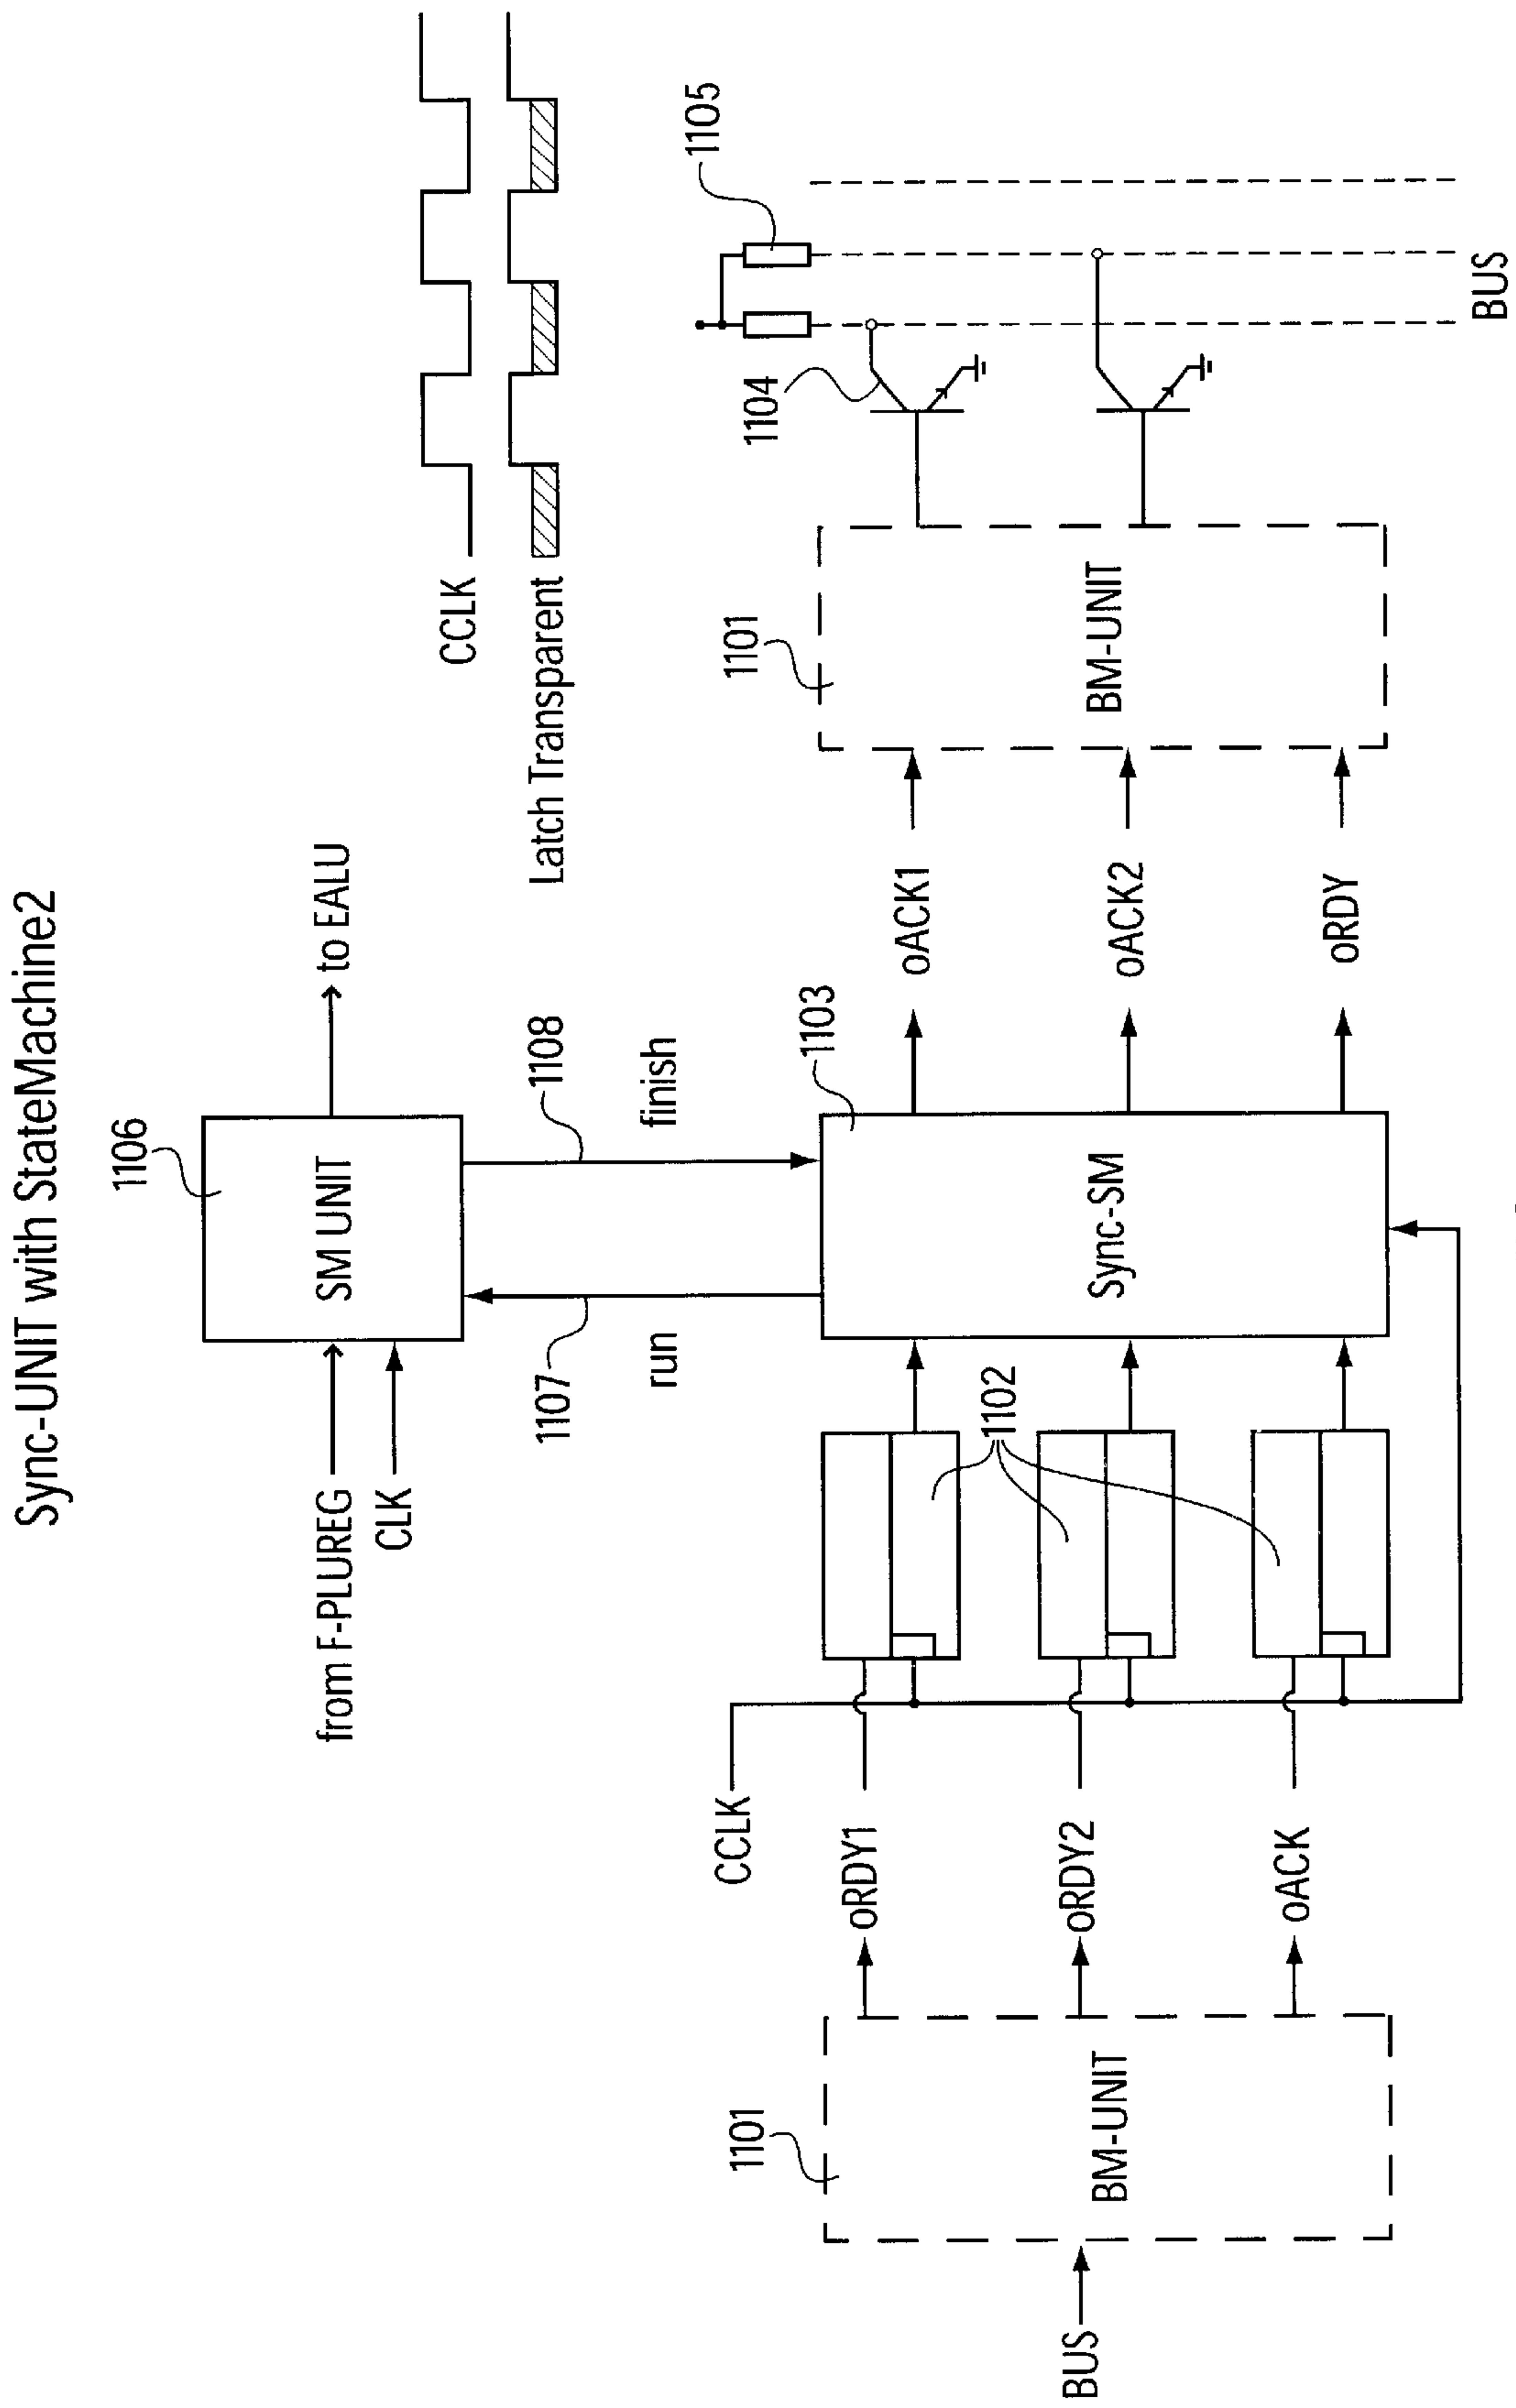 Sync-UNIT with StateMachine2
1106
SM UNIT
from F-PLUREG
CLK
to EALU
1107
run
1108
finish
CCLK
Latch Transparent
BUS
1101
BM-UNIT
oRDY1
oRDY2
oACK
CCLK
1102
1103
Sync-SM
oACK1
oACK2
oRDY
1101
BM-UNIT
1104
1105
BUS